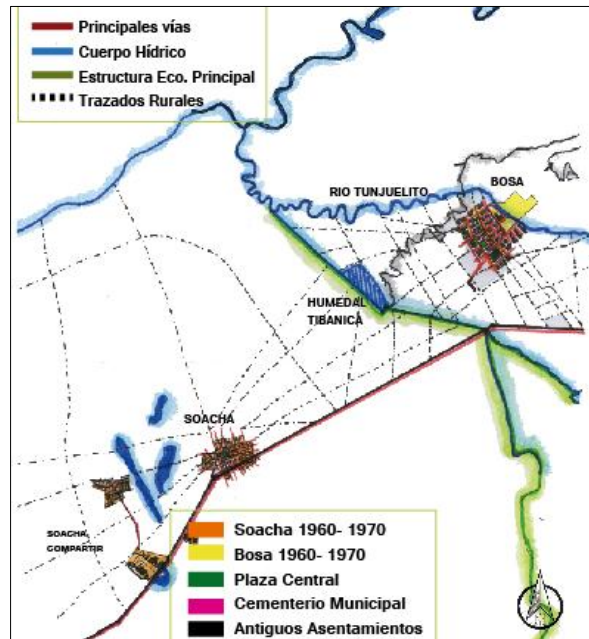 Principales vías
Cuerpo Hídrico
Estructura Eco. Principal
Trazados Rurales
RIO TUNJUELITO
BOSA
HUMEDAL
TIBANICA
SOACHA
SOACHA
COMPARTIR
Soacha 1960- 1970
Bosa 1960- 1970
Plaza Central
Cementerio Municipal
Antiguos Asentamientos